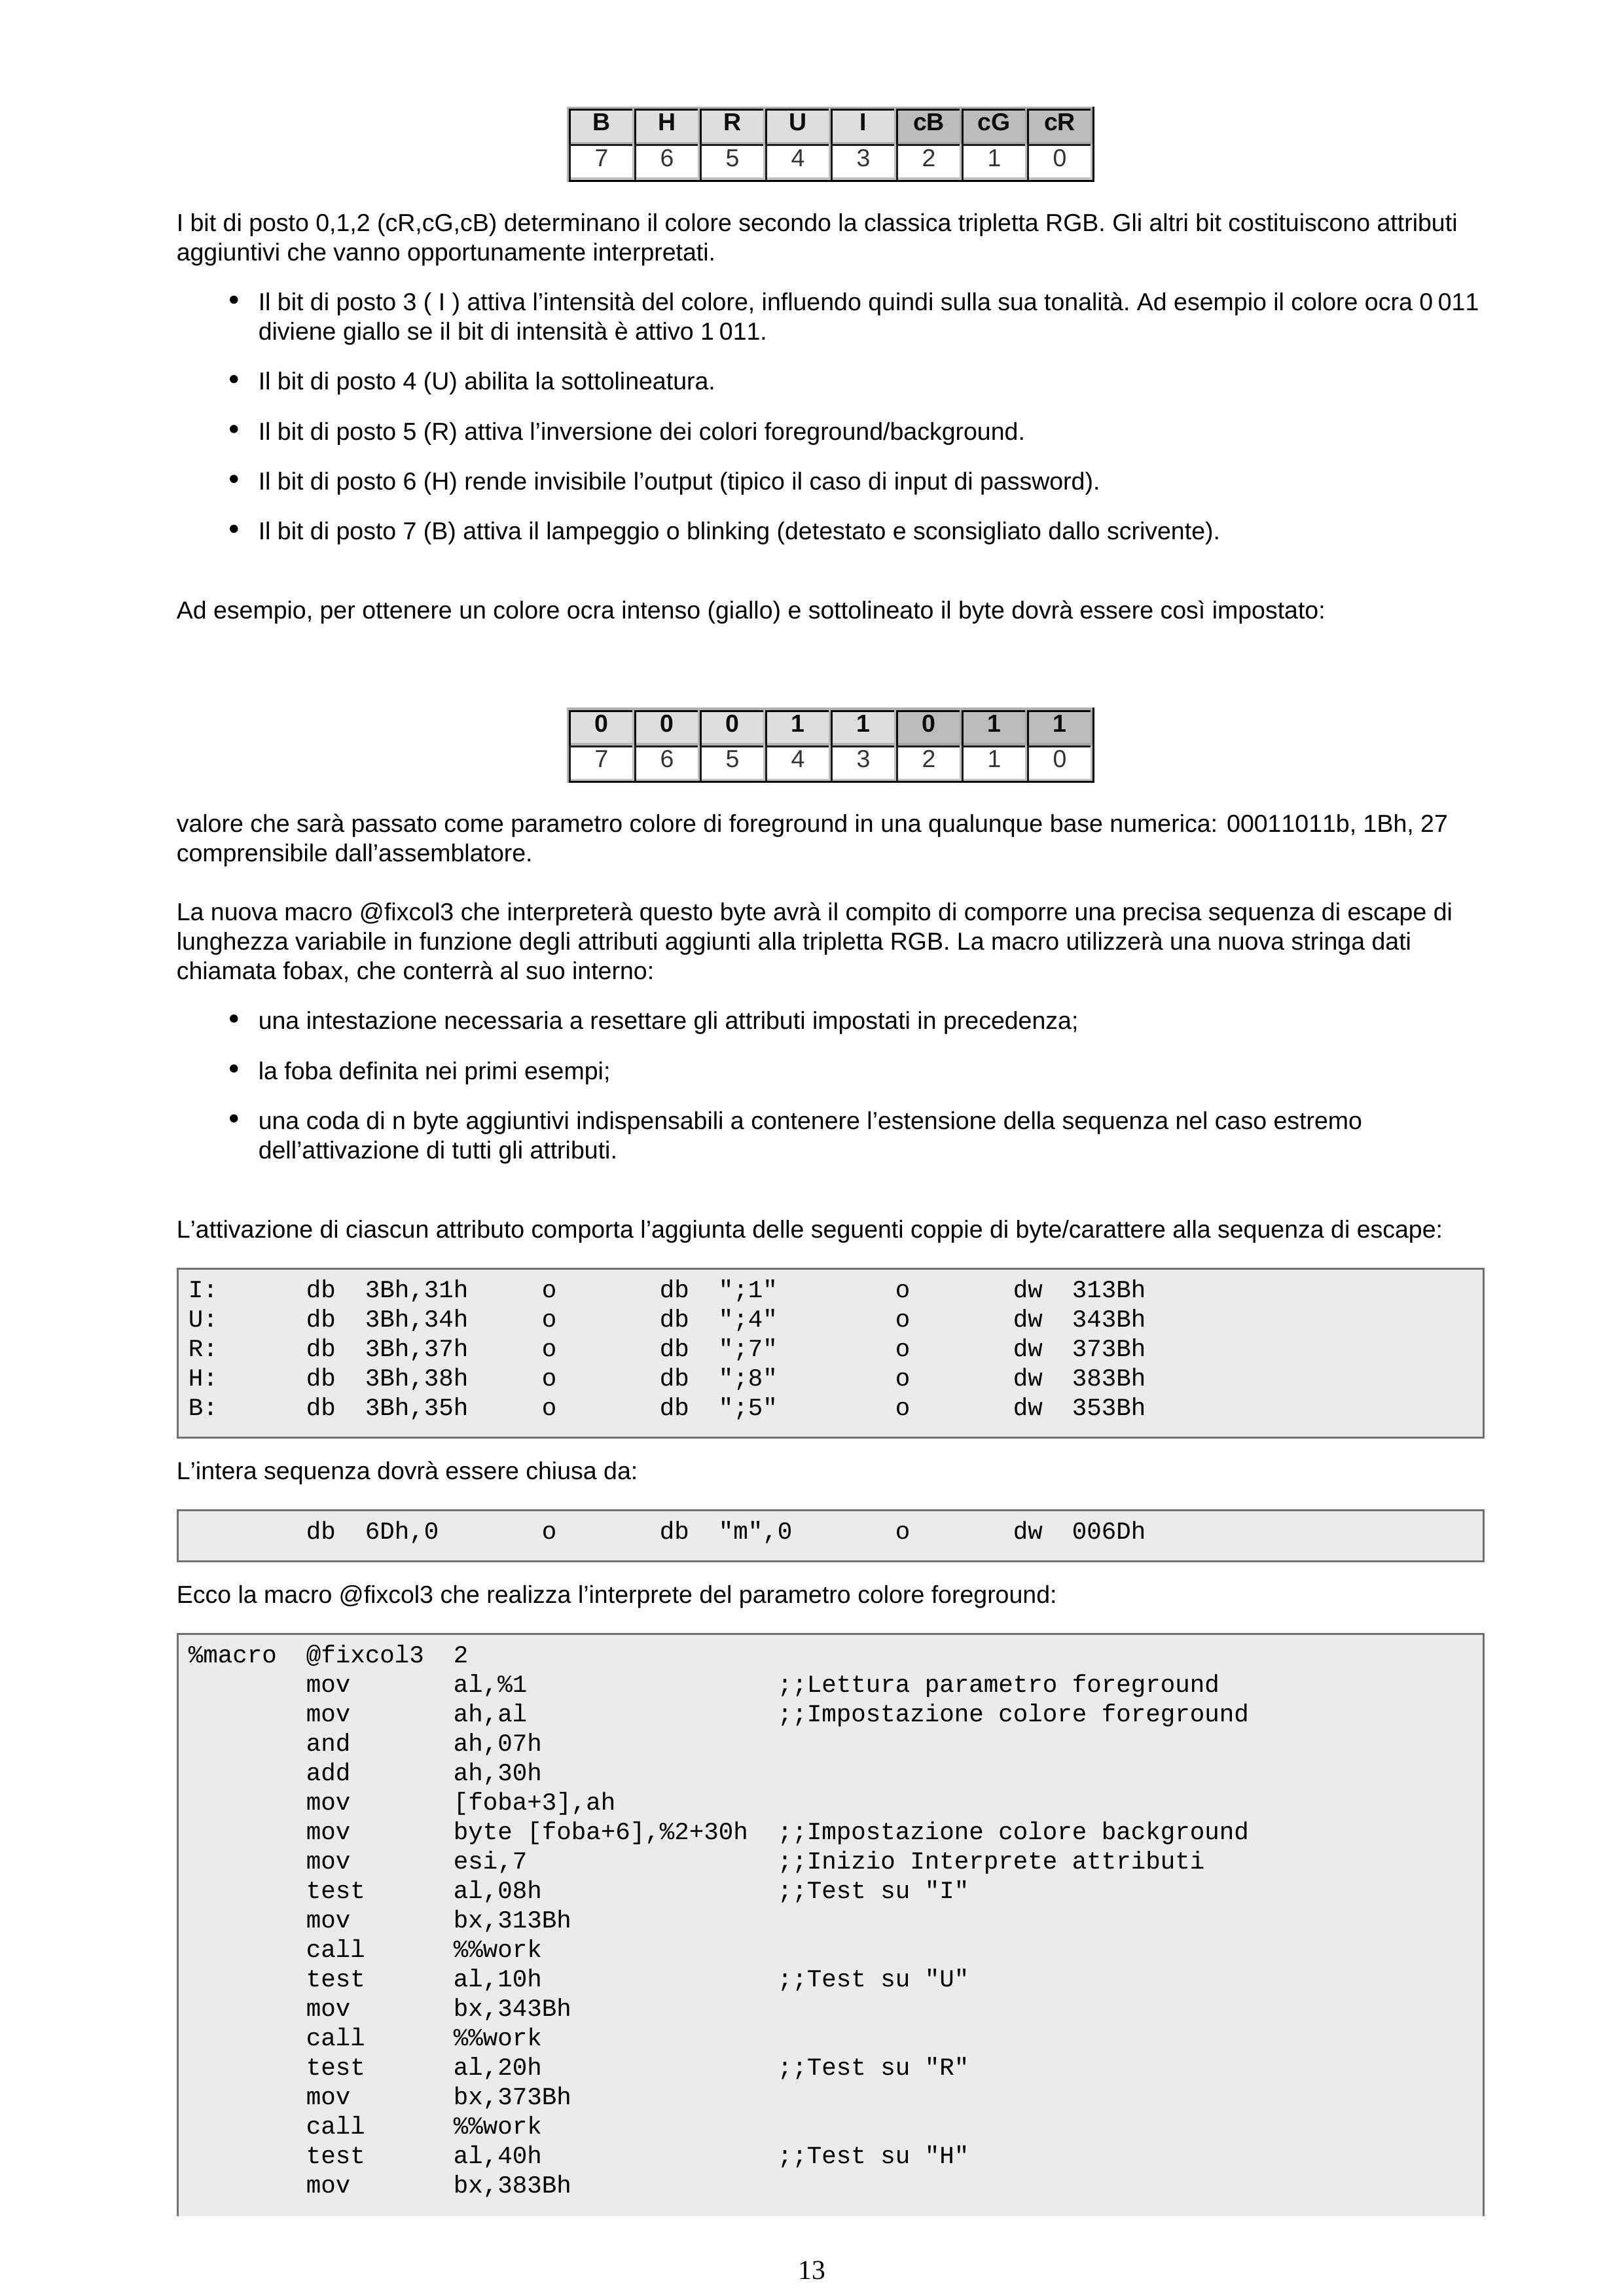 B H R U I cB cG cR
7 6 5 4 3 2 1 0
I bit di posto 0,1,2 (cR,cG,cB) determinano il colore secondo la classica tripletta RGB. Gli altri bit costituiscono attributi
aggiuntivi che vanno opportunamente interpretati.
• Il bit di posto 3 ( I ) attiva l’intensità del colore, influendo quindi sulla sua tonalità. Ad esempio il colore ocra 0 011
diviene giallo se il bit di intensità è attivo 1 011.
• Il bit di posto 4 (U) abilita la sottolineatura.
• Il bit di posto 5 (R) attiva l’inversione dei colori foreground/background.
• Il bit di posto 6 (H) rende invisibile l’output (tipico il caso di input di password).
• Il bit di posto 7 (B) attiva il lampeggio o blinking (detestato e sconsigliato dallo scrivente).
Ad esempio, per ottenere un colore ocra intenso (giallo) e sottolineato il byte dovrà essere così impostato:
0 0 0 1 1 0 1 1
7 6 5 4 3 2 1 0
valore che sarà passato come parametro colore di foreground in una qualunque base numerica: 00011011b, 1Bh, 27
comprensibile dall’assemblatore.
La nuova macro @fixcol3 che interpreterà questo byte avrà il compito di comporre una precisa sequenza di escape di
lunghezza variabile in funzione degli attributi aggiunti alla tripletta RGB. La macro utilizzerà una nuova stringa dati
chiamata fobax, che conterrà al suo interno:
• una intestazione necessaria a resettare gli attributi impostati in precedenza;
• la foba definita nei primi esempi;
• una coda di n byte aggiuntivi indispensabili a contenere l’estensione della sequenza nel caso estremo
dell’attivazione di tutti gli attributi.
L’attivazione di ciascun attributo comporta l’aggiunta delle seguenti coppie di byte/carattere alla sequenza di escape:
I:      db  3Bh,31h     o       db  ";1"        o       dw  313Bh
U:      db  3Bh,34h     o       db  ";4"        o       dw  343Bh
R:      db  3Bh,37h     o       db  ";7"        o       dw  373Bh
H:      db  3Bh,38h     o       db  ";8"        o       dw  383Bh
B:      db  3Bh,35h     o       db  ";5"        o       dw  353Bh
L’intera sequenza dovrà essere chiusa da:
        db  6Dh,0       o       db  "m",0       o       dw  006Dh
Ecco la macro @fixcol3 che realizza l’interprete del parametro colore foreground:
%macro  @fixcol3  2
        mov       al,%1                 ;;Lettura parametro foreground
        mov       ah,al                 ;;Impostazione colore foreground
        and       ah,07h
        add       ah,30h
        mov       [foba+3],ah
        mov       byte [foba+6],%2+30h  ;;Impostazione colore background
        mov       esi,7                 ;;Inizio Interprete attributi
        test      al,08h                ;;Test su "I"
        mov       bx,313Bh
        call      %%work
        test      al,10h                ;;Test su "U"
        mov       bx,343Bh
        call      %%work
        test      al,20h                ;;Test su "R"
        mov       bx,373Bh
        call      %%work
        test      al,40h                ;;Test su "H"
        mov       bx,383Bh
13